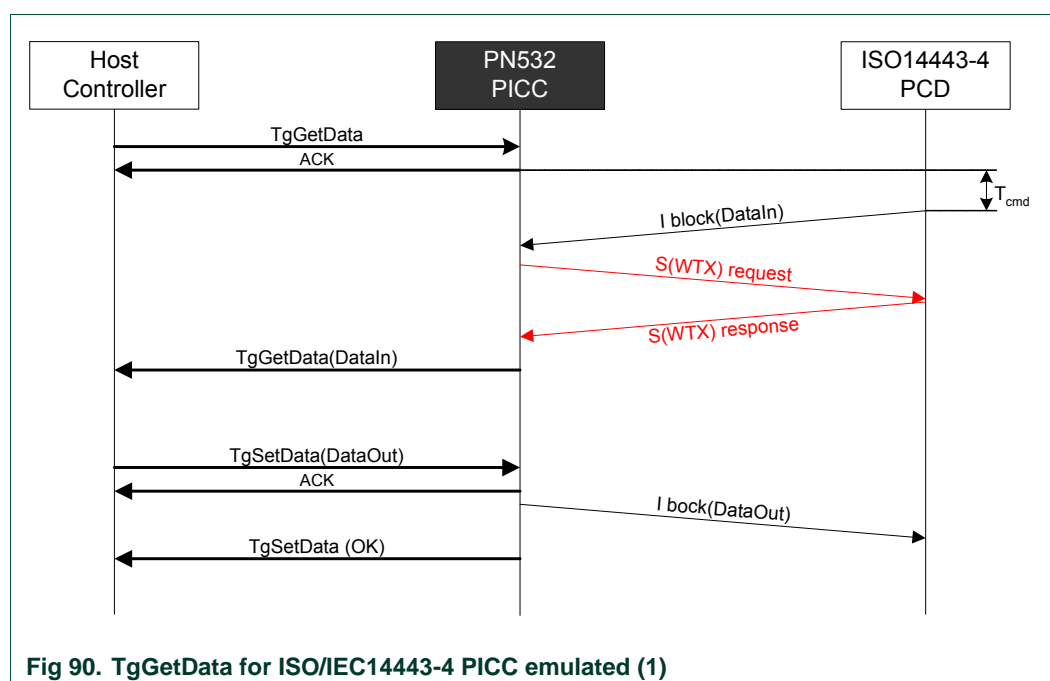 Host
Controller
PN532
PICC
ISO14443-4
PCD
TgGetData
ACK
Tcmd
I block(DataIn)
S(WTX) request
S(WTX) response
TgGetData(DataIn)
TgSetData(DataOut)
ACK
I bock(DataOut)
TgSetData (OK)
Fig 90. TgGetData for ISO/IEC14443-4 PICC emulated (1)